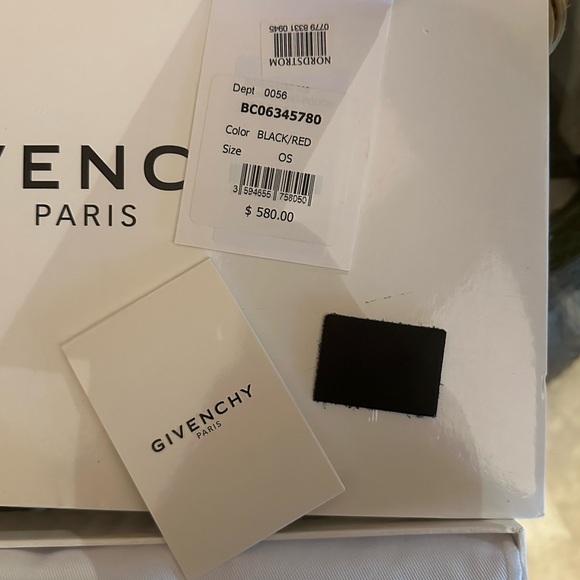 0779 8331 0945
NORDSTROM
Dept 0056
BC06345780
Color BLACK/RED
Size OS
3 594655 758050
$ 580.00
VENC
PARIS
GIVENCHY
PARIS